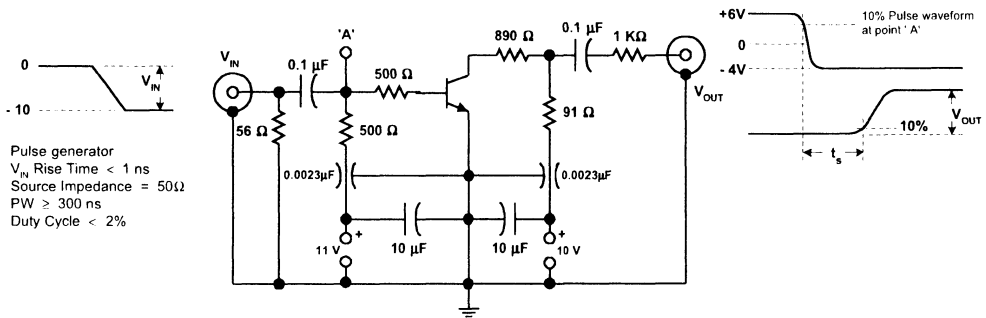 0
- 10
V_IN
Pulse generator
V_IN Rise Time < 1 ns
Source Impedance = 50Ω
PW ≥ 300 ns
Duty Cycle < 2%
V_IN
0.1 µF
'A'
500 Ω
56 Ω
500 Ω
0.0023µF
10 µF
11 V
+
890 Ω
0.1 µF
1 KΩ
V_OUT
91 Ω
0.0023µF
10 µF
+
10 V
+6V
0
- 4V
10% Pulse waveform
at point ' A'
10%
V_OUT
t_s